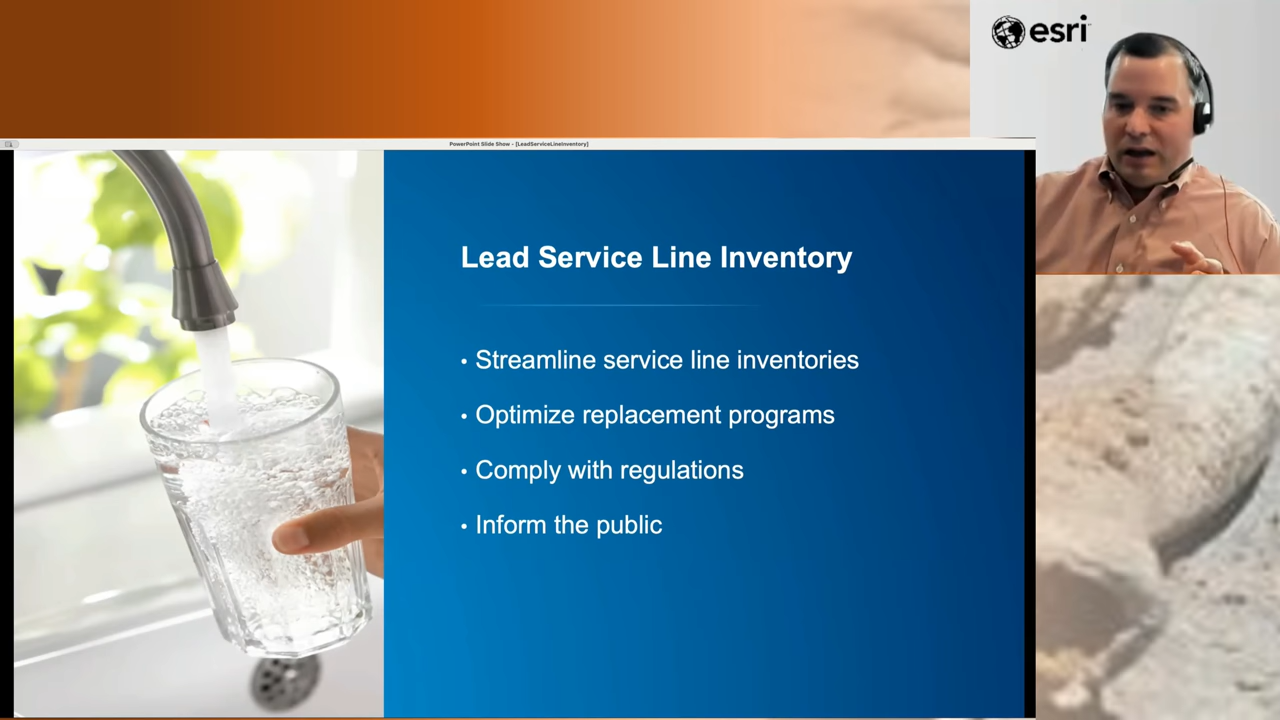 esri
PowerPoint Slide Show - [LeadServiceLineInventory]
Lead Service Line Inventory
• Streamline service line inventories
• Optimize replacement programs
• Comply with regulations
• Inform the public